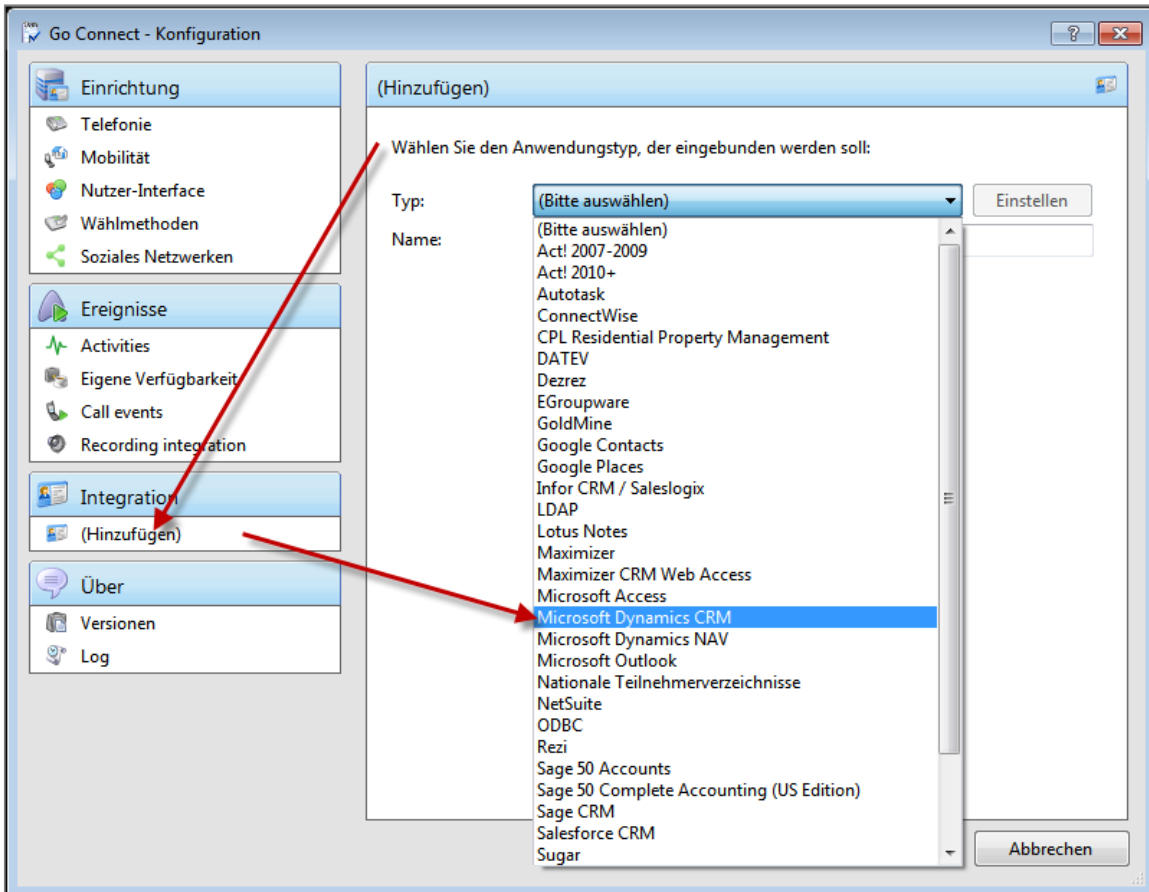 Go Connect - Konfiguration
Einrichtung
Telefonie
Mobilität
Nutzer-Interface
Wählmethoden
Soziales Netzwerken
Ereignisse
Activities
Eigene Verfügbarkeit
Call events
Recording integration
Integration
(Hinzufügen)
Über
Versionen
Log
(Hinzufügen)
Wählen Sie den Anwendungstyp, der eingebunden werden soll:
Typ:
(Bitte auswählen)
Einstellen
Name:
(Bitte auswählen)
Act! 2007-2009
Act! 2010+
Autotask
ConnectWise
CPL Residential Property Management
DATEV
Dezrez
EGroupware
GoldMine
Google Contacts
Google Places
Infor CRM / Saleslogix
LDAP
Lotus Notes
Maximizer
Maximizer CRM Web Access
Microsoft Access
Microsoft Dynamics CRM
Microsoft Dynamics NAV
Microsoft Outlook
Nationale Teilnehmerverzeichnisse
NetSuite
ODBC
Rezi
Sage 50 Accounts
Sage 50 Complete Accounting (US Edition)
Sage CRM
Salesforce CRM
Sugar
Abbrechen